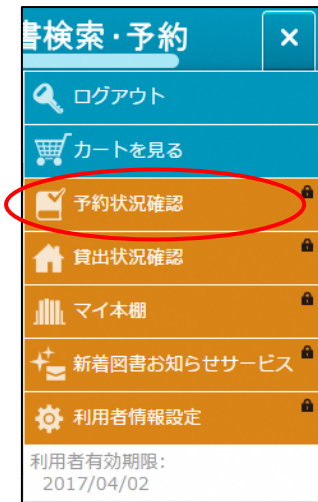 書検索・予約
ログアウト
カートを見る
予約状況確認
貸出状況確認
マイ本棚
新着図書お知らせサービス
利用者情報設定
利用者有効期限:
2017/04/02